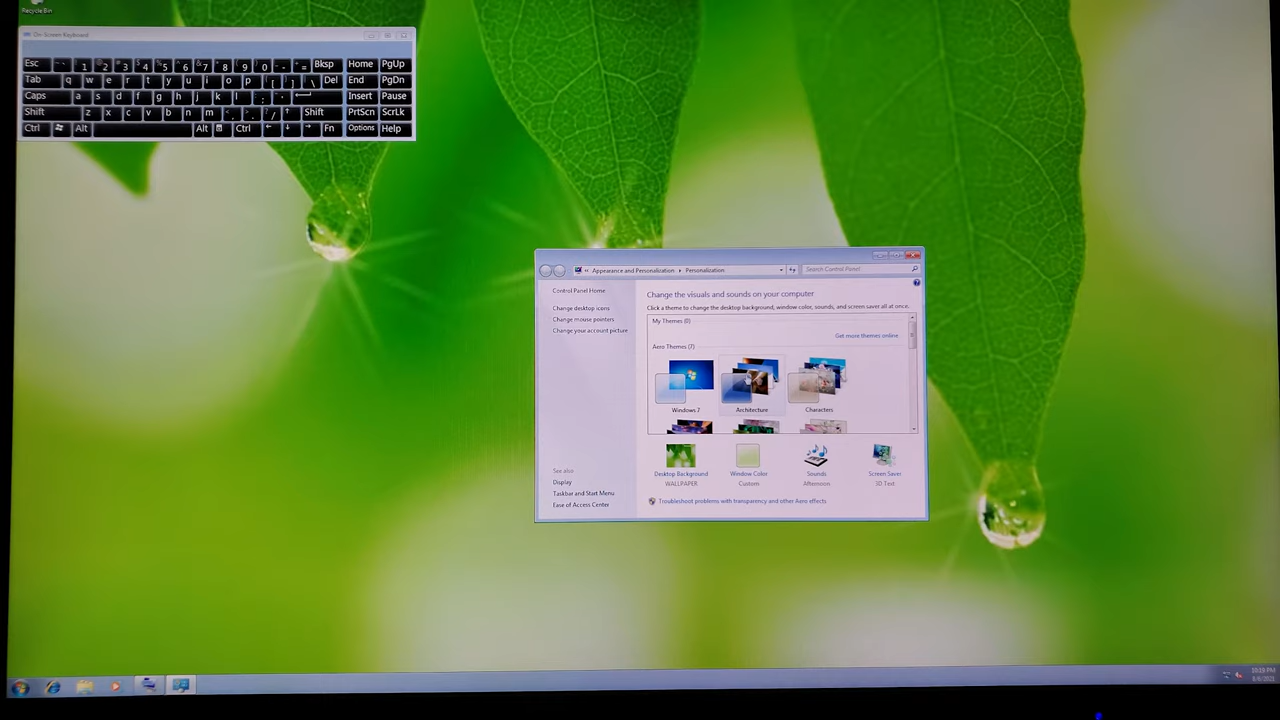 Recycle Bin
On-Screen Keyboard
Esc ~ ` ! 1 @ 2 # 3 $ 4 % 5 ^ 6 & 7 * 8 ( 9 ) 0 _ - + = Bksp Home PgUp
Tab q w e r t y u i o p { [ } ] | \ Del End PgDn
Caps a s d f g h j k l : ; " ' Insert Pause
Shift z x c v b n m < , > . ? / ↑ Shift PrtScn ScrLk
Ctrl Alt Alt Ctrl ← ↓ → Fn Options Help
« Appearance and Personalization ▸ Personalization
Search Control Panel
Control Panel Home
Change desktop icons
Change mouse pointers
Change your account picture
See also
Display
Taskbar and Start Menu
Ease of Access Center
Change the visuals and sounds on your computer
Click a theme to change the desktop background, window color, sounds, and screen saver all at once.
My Themes (0)
Get more themes online
Aero Themes (7)
Windows 7 Architecture Characters
Desktop Background Window Color Sounds Screen Saver
WALLPAPER Custom Afternoon 3D Text
Troubleshoot problems with transparency and other Aero effects
10:19 PM